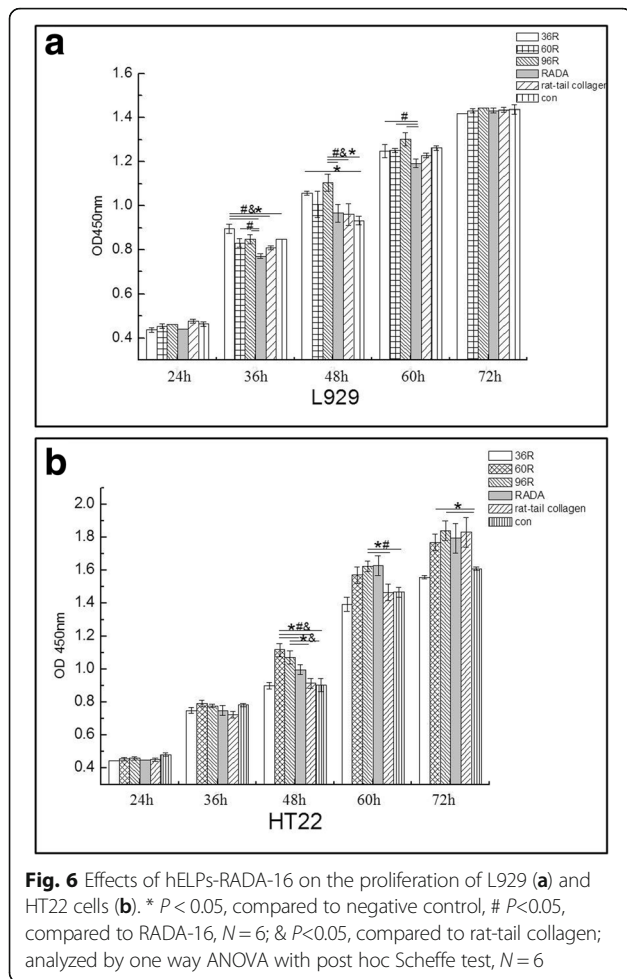 a
36R
60R
96R
RADA
rat-tail collagen
con
OD450nm
1.6
1.4
1.2
1.0
0.8
0.6
0.4
#&*
#
#&*
*
#
24h 36h 48h 60h 72h
L929
b
36R
60R
96R
RADA
rat-tail collagen
con
OD 450nm
2.0
1.8
1.6
1.4
1.2
1.0
0.8
0.6
0.4
*#&
*&
*#
*
24h 36h 48h 60h 72h
HT22
Fig. 6 Effects of hELPs-RADA-16 on the proliferation of L929 (a) and
HT22 cells (b). * P < 0.05, compared to negative control, # P<0.05,
compared to RADA-16, N = 6; & P<0.05, compared to rat-tail collagen;
analyzed by one way ANOVA with post hoc Scheffe test, N = 6